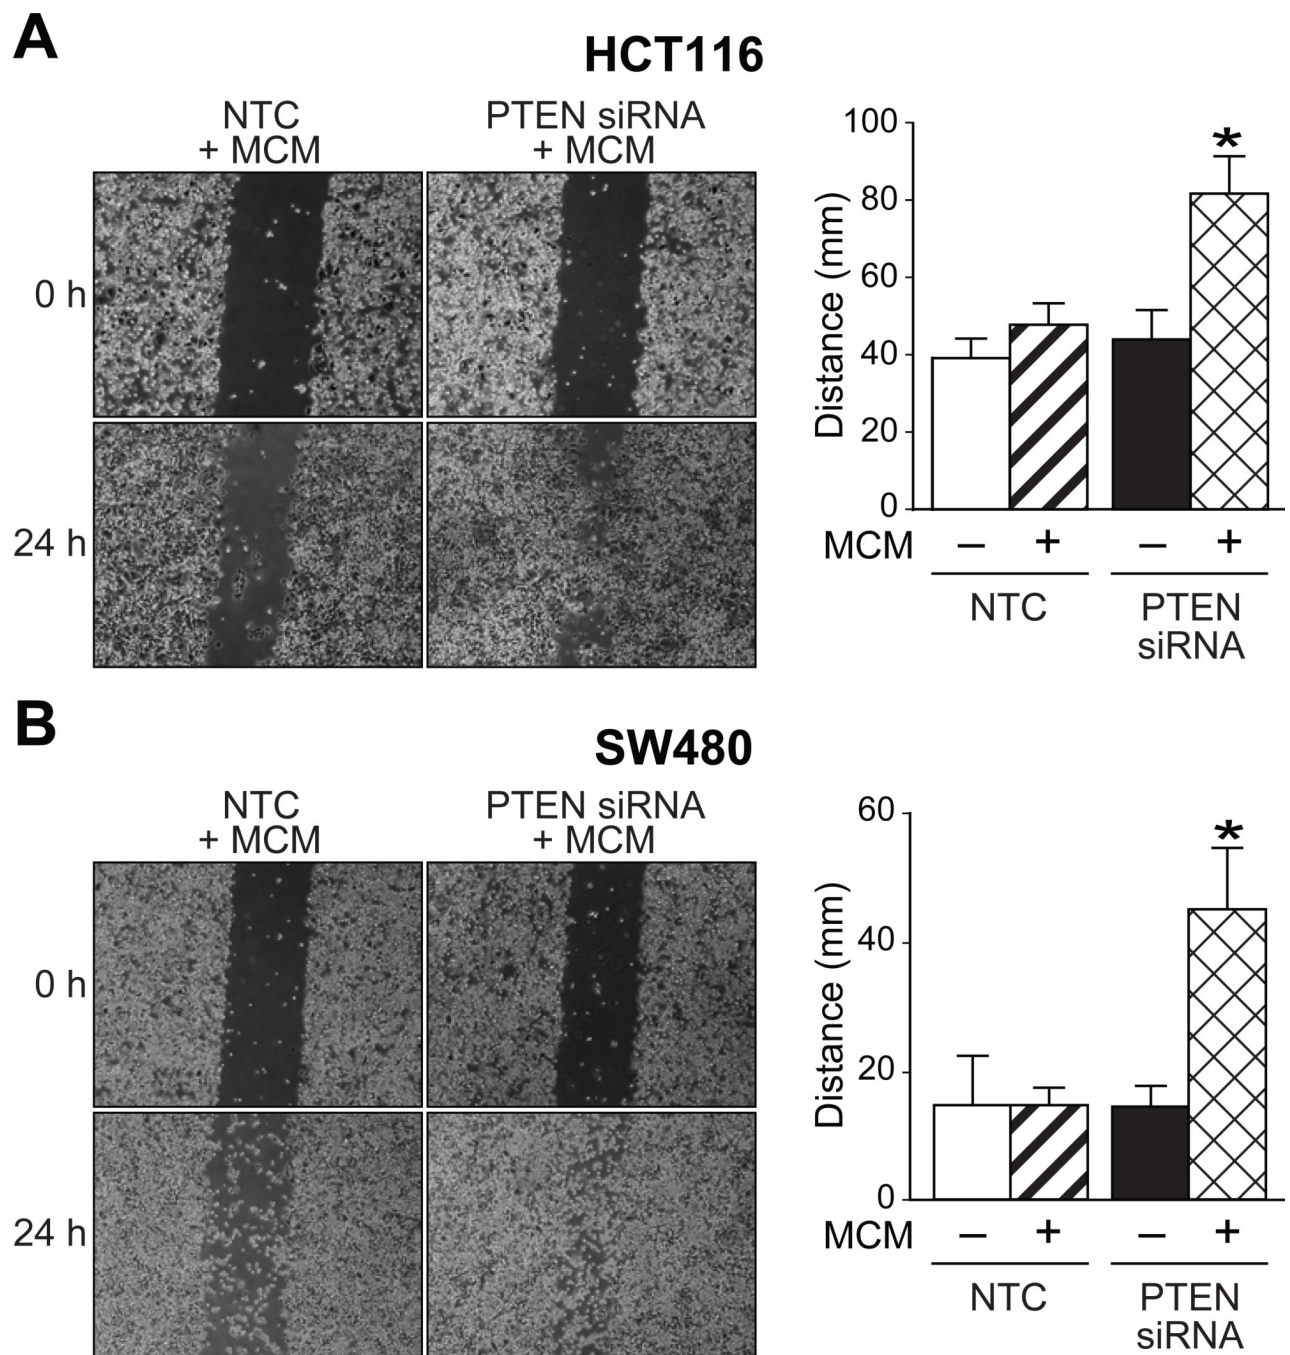 A
HCT116
NTC
+ MCM
PTEN siRNA
+ MCM
0 h
24 h
100
80
60
40
20
0
Distance (mm)
*
MCM – + – +
NTC
PTEN
siRNA
B
SW480
NTC
+ MCM
PTEN siRNA
+ MCM
0 h
24 h
60
40
20
0
Distance (mm)
*
MCM – + – +
NTC
PTEN
siRNA